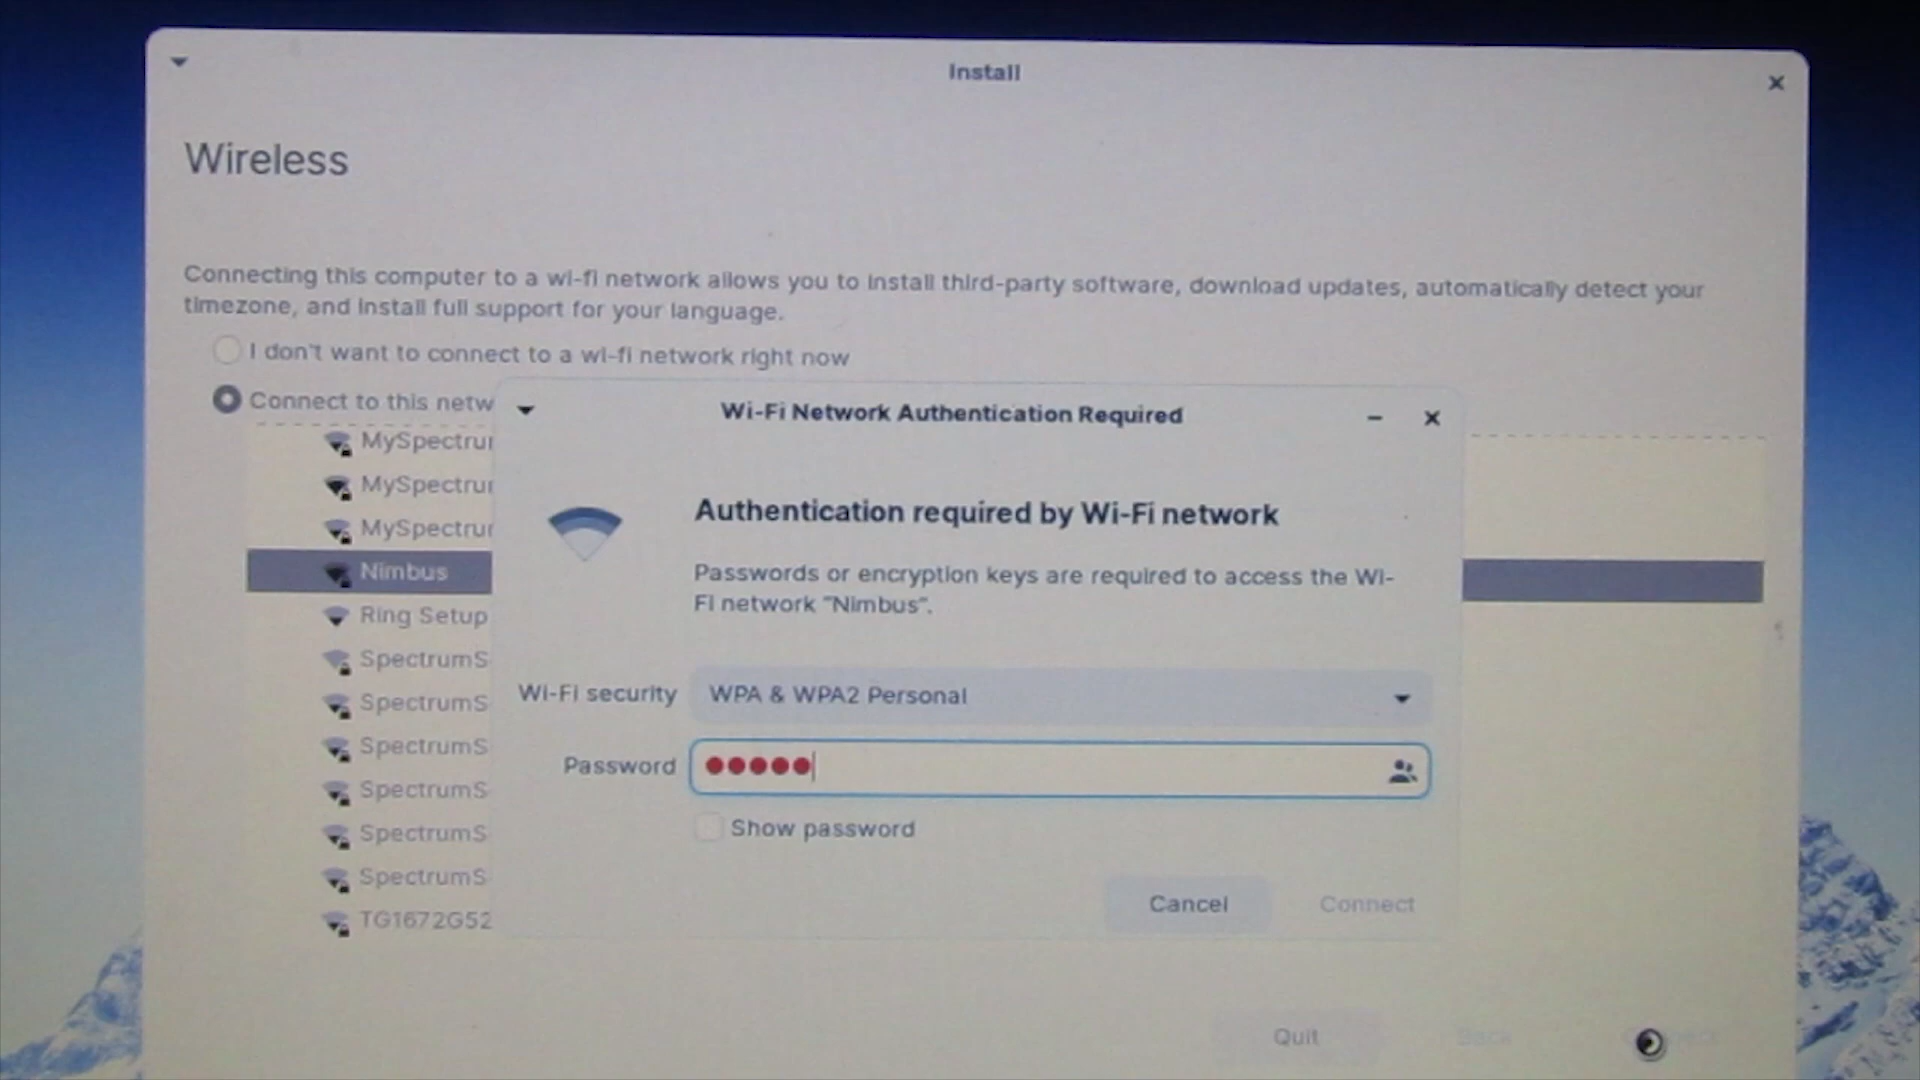 Install
Wireless
Connecting this computer to a wi-fi network allows you to install third-party software, download updates, automatically detect your
timezone, and install full support for your language.
I don't want to connect to a wi-fi network right now
Connect to this netw
Wi-Fi Network Authentication Required
MySpectru
MySpectru
MySpectru
Nimbus
Ring Setup
SpectrumS
SpectrumS
SpectrumS
SpectrumS
SpectrumS
SpectrumS
TG1672G52
Authentication required by Wi-Fi network
Passwords or encryption keys are required to access the Wi-
Fi network "Nimbus".
Wi-Fi security WPA & WPA2 Personal
Password
Show password
Cancel Connect
Quit Back